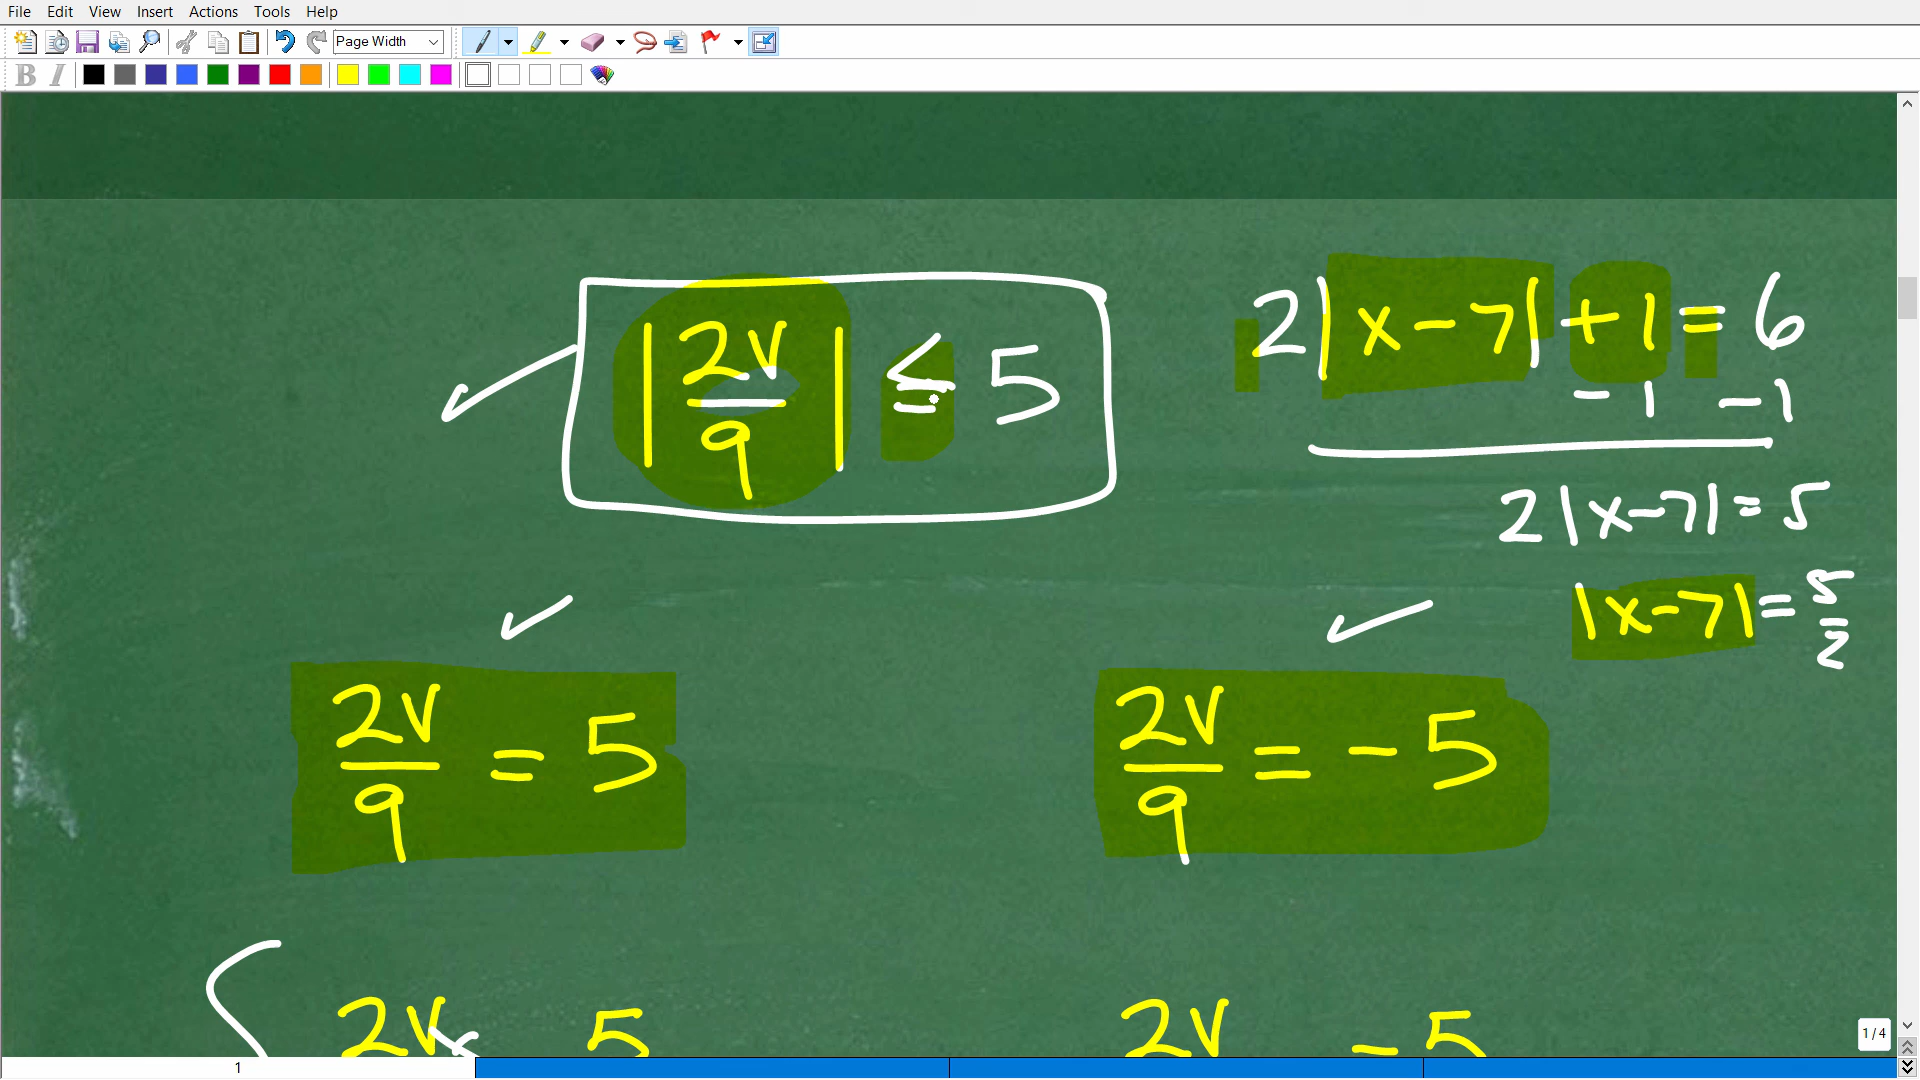 File Edit View Insert Actions Tools Help
Page Width
B I
|2v/9| ≤ 5
2|x-7|+1=6
-1 -1
2|x-7|=5
|x-7|=5/2
2v/9 = 5
2v/9 = -5
2v 5
2v -5
1/4
1